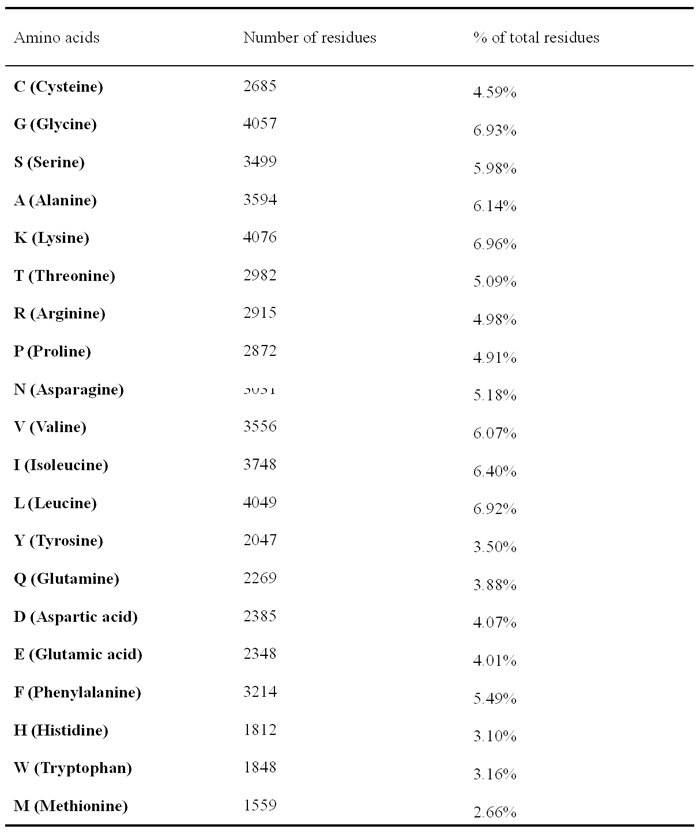 Amino acids Number of residues % of total residues
C (Cysteine) 2685 4.59%
G (Glycine) 4057 6.93%
S (Serine) 3499 5.98%
A (Alanine) 3594 6.14%
K (Lysine) 4076 6.96%
T (Threonine) 2982 5.09%
R (Arginine) 2915 4.98%
P (Proline) 2872 4.91%
N (Asparagine) 5.18%
V (Valine) 3556 6.07%
I (Isoleucine) 3748 6.40%
L (Leucine) 4049 6.92%
Y (Tyrosine) 2047 3.50%
Q (Glutamine) 2269 3.88%
D (Aspartic acid) 2385 4.07%
E (Glutamic acid) 2348 4.01%
F (Phenylalanine) 3214 5.49%
H (Histidine) 1812 3.10%
W (Tryptophan) 1848 3.16%
M (Methionine) 1559 2.66%